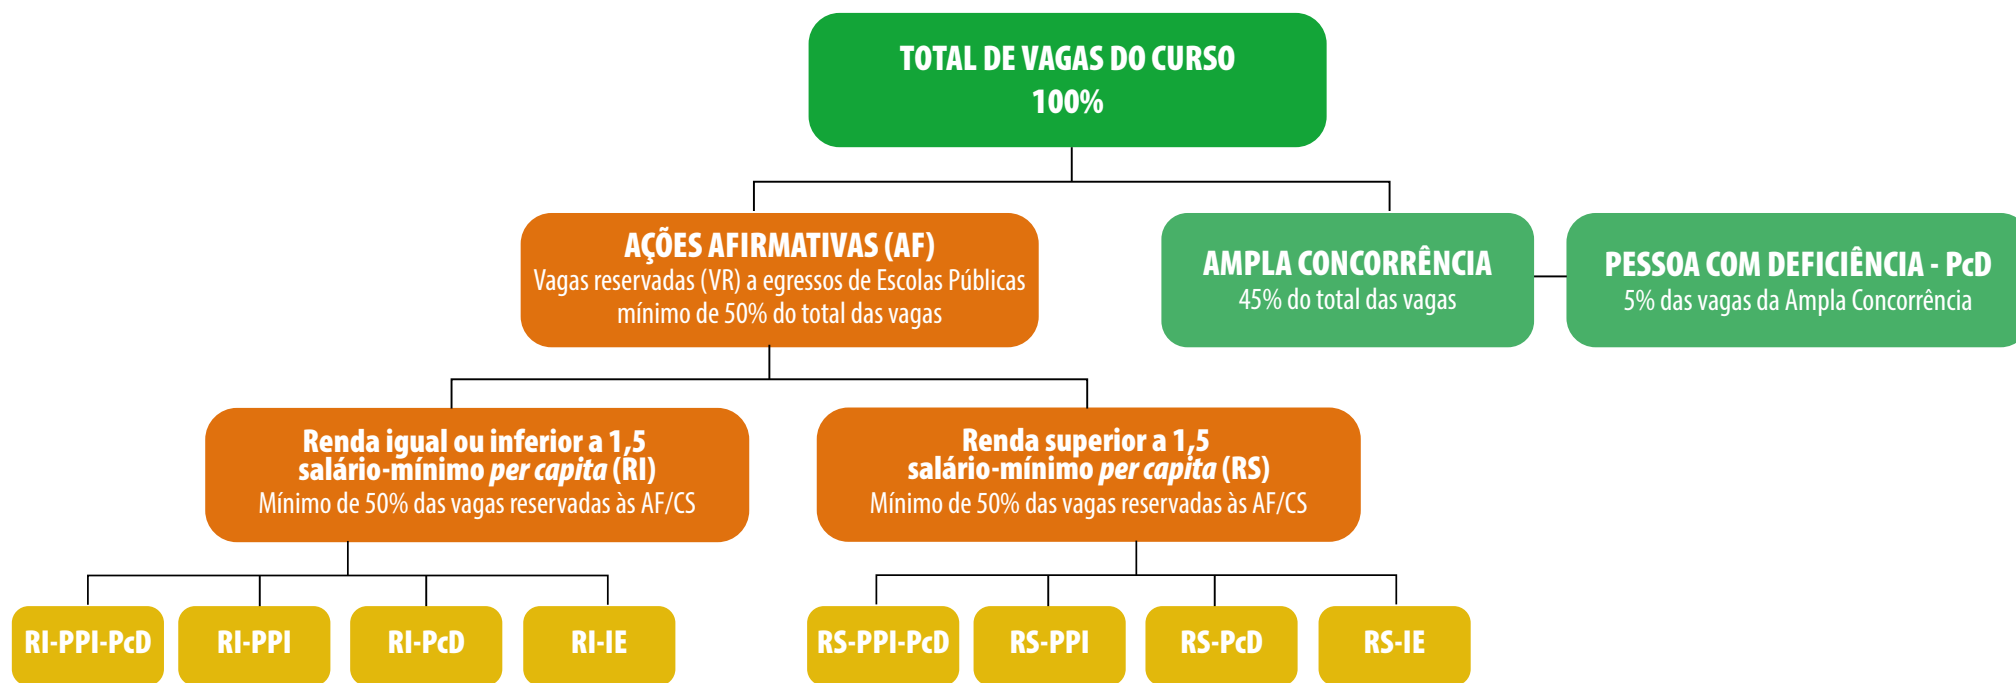 TOTAL DE VAGAS DO CURSO
100%
AÇÕES AFIRMATIVAS (AF)
Vagas reservadas (VR) a egressos de Escolas Públicas
mínimo de 50% do total das vagas
AMPLA CONCORRÊNCIA
45% do total das vagas
PESSOA COM DEFICIÊNCIA - PcD
5% das vagas da Ampla Concorrência
Renda igual ou inferior a 1,5
salário-mínimo per capita (RI)
Mínimo de 50% das vagas reservadas às AF/CS
Renda superior a 1,5
salário-mínimo per capita (RS)
Mínimo de 50% das vagas reservadas às AF/CS
RI-PPI-PcD
RI-PPI
RI-PcD
RI-IE
RS-PPI-PcD
RS-PPI
RS-PcD
RS-IE